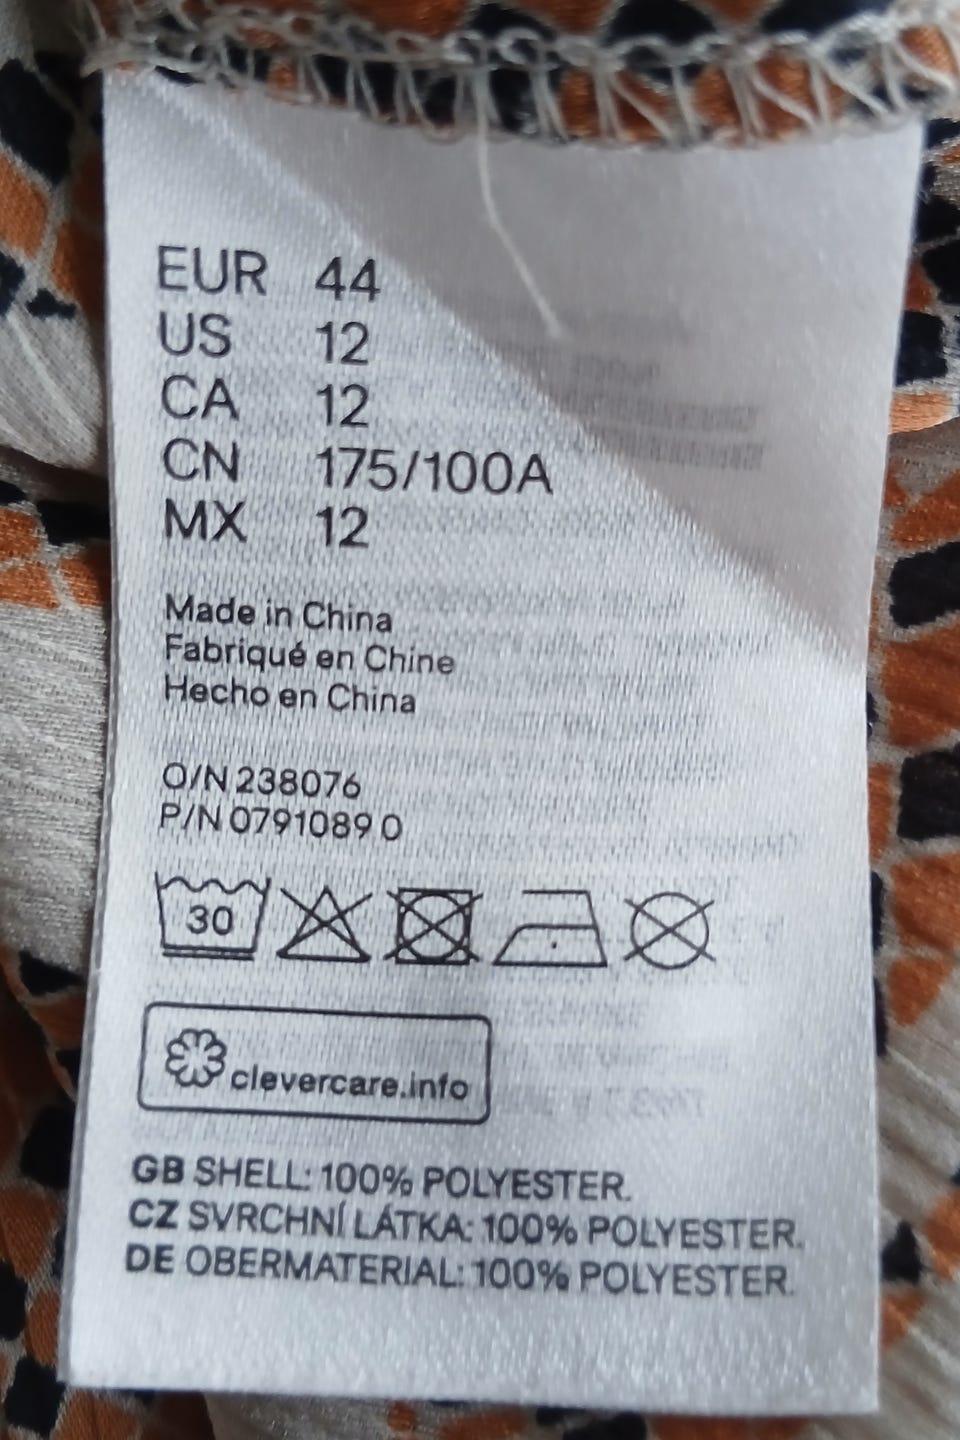 EUR 44
US 12
CA 12
CN 175/100A
MX 12
Made in China
Fabriqué en Chine
Hecho en China
O/N 238076
P/N 0791089 0
30
clevercare.info
GB SHELL: 100% POLYESTER.
CZ SVRCHNÍ LÁTKA: 100% POLYESTER.
DE OBERMATERIAL: 100% POLYESTER.